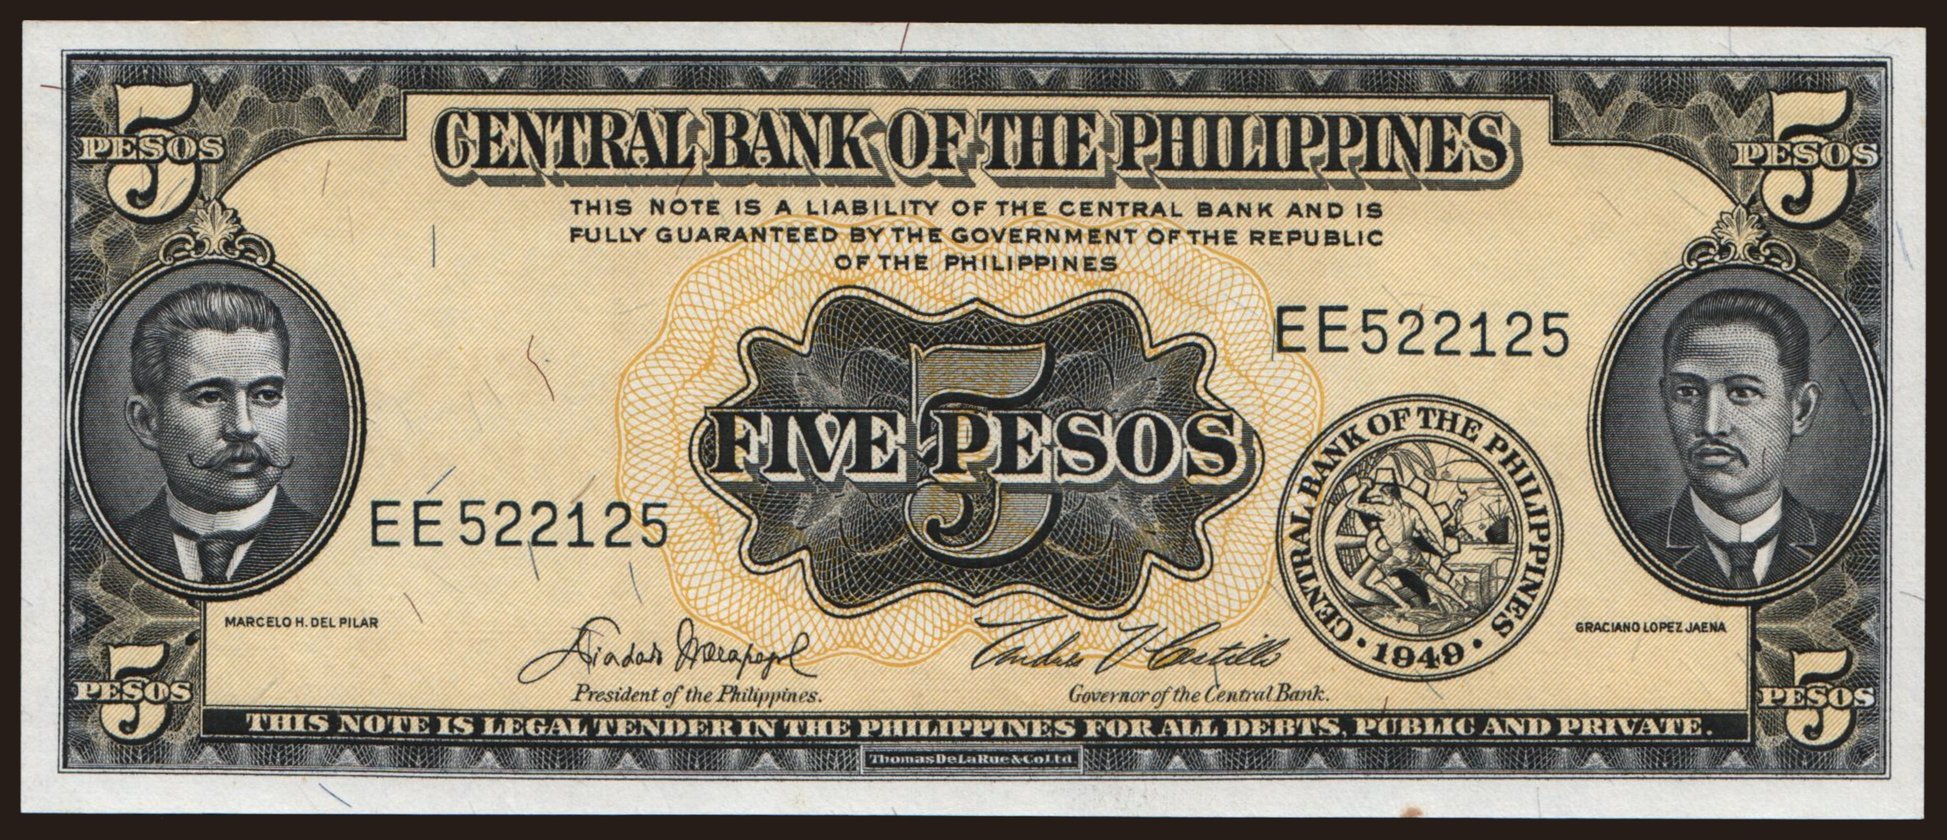 5
PESOS
5
PESOS
CENTRAL BANK OF THE PHILIPPINES
THIS NOTE IS A LIABILITY OF THE CENTRAL BANK AND IS
FULLY GUARANTEED BY THE GOVERNMENT OF THE REPUBLIC
OF THE PHILIPPINES
EE522125
5
FIVE PESOS
CENTRAL BANK OF THE PHILIPPINES
• 1949 •
EE522125
MARCELO H. DEL PILAR
GRACIANO LOPEZ JAENA
Diosdado Macapagal
Andres V Castillo
President of the Philippines.
Governor of the Central Bank.
5
PESOS
5
PESOS
THIS NOTE IS LEGAL TENDER IN THE PHILIPPINES FOR ALL DEBTS, PUBLIC AND PRIVATE.
Thomas De La Rue & Co Ltd